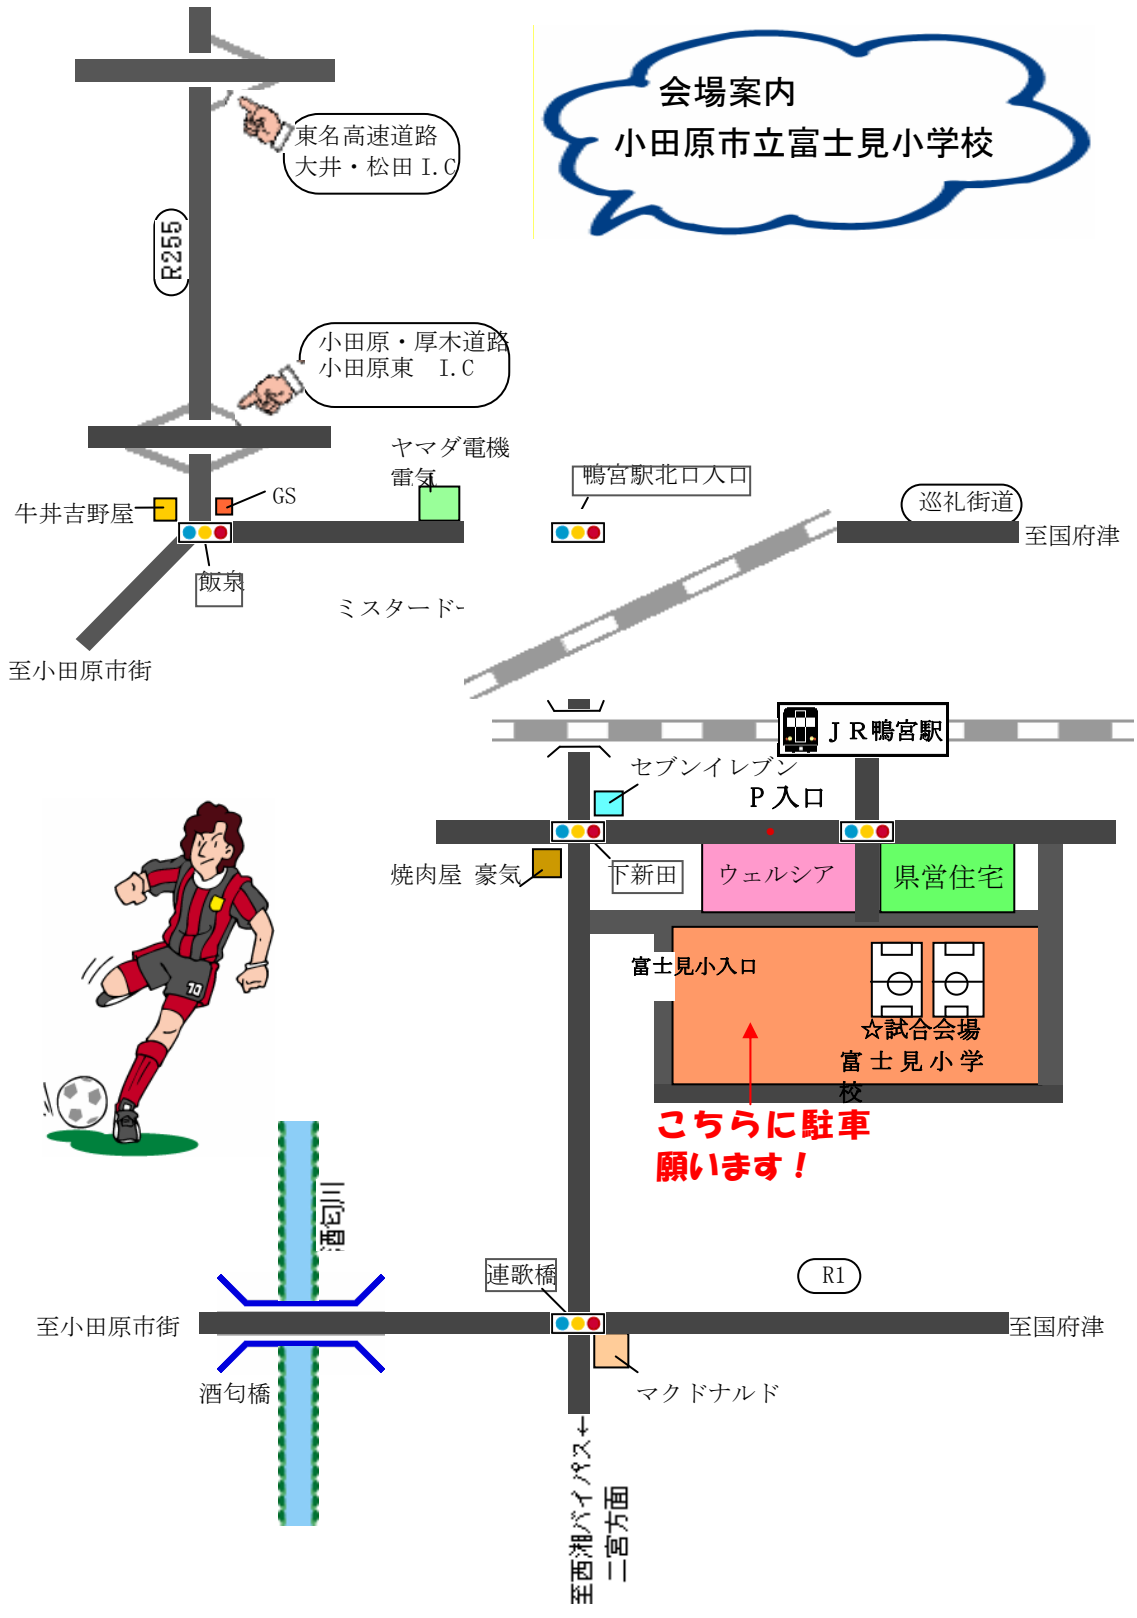 会場案内
小田原市立富士見小学校
東名高速道路
大井・松田 I.C
R255
小田原・厚木道路
小田原東 I.C
ヤマダ電機
電気
鴨宮駅北口入口
巡礼街道
GS
牛丼吉野屋
至国府津
飯泉
ミスタード
至小田原市街
JR鴨宮駅
セブンイレブン
P 入口
焼肉屋 豪気
下新田
ウェルシア
県営住宅
富士見小入口
10
☆試合会場
富士見小学
校
こちらに駐車
願います！
酒匂川
連歌橋
R1
至小田原市街
至国府津
酒匂橋
マクドナルド
至西湘バイパス←
二宮方面